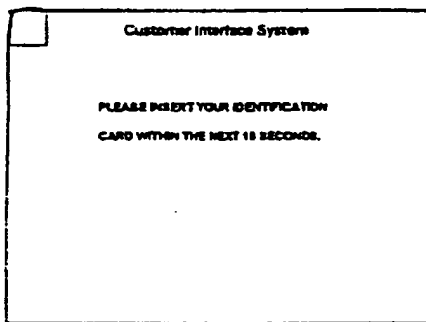 Customer Interface System
PLEASE INSERT YOUR IDENTIFICATION
CARD WITHIN THE NEXT 15 SECONDS.